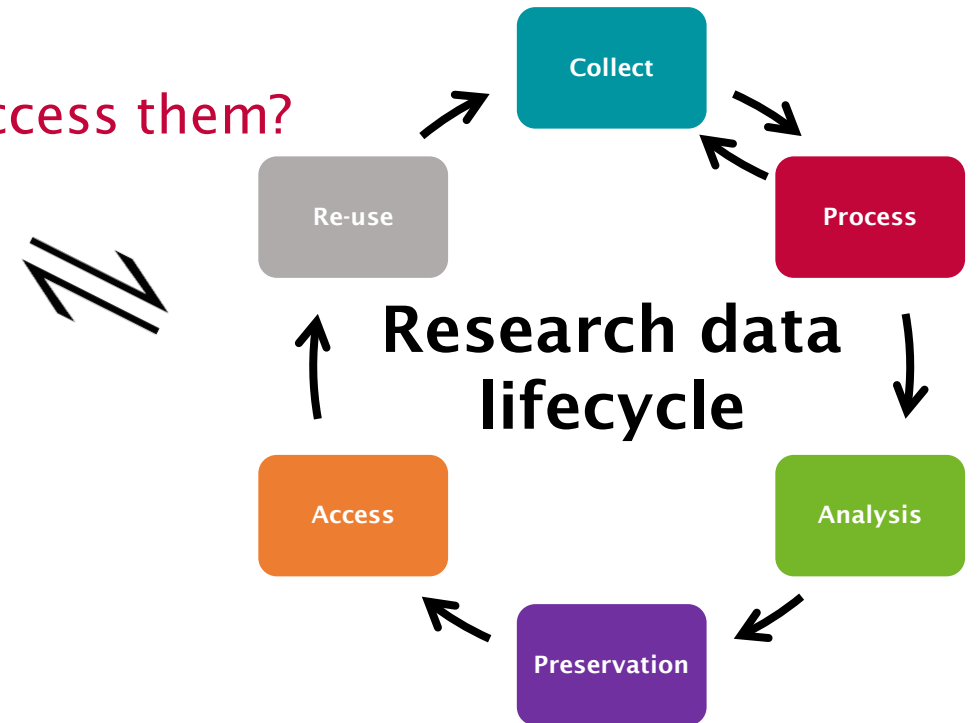 Collect
ccess them?
Re-use
Process
Research data
lifecycle
Access
Analysis
Preservation